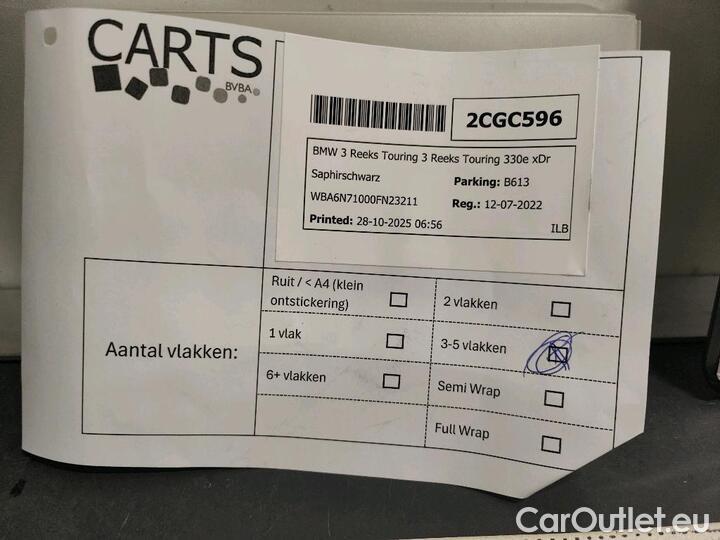 CARTS
BVBA
2CGC596
BMW 3 Reeks Touring 3 Reeks Touring 330e xDr
Saphirschwarz Parking: B613
WBA6N71000FN23211 Reg.: 12-07-2022
Printed: 28-10-2025 06:56 ILB
Aantal vlakken:
Ruit / < A4 (klein
ontstickering)
2 vlakken
1 vlak
3-5 vlakken
6+ vlakken
Semi Wrap
Full Wrap
CarOutlet.eu